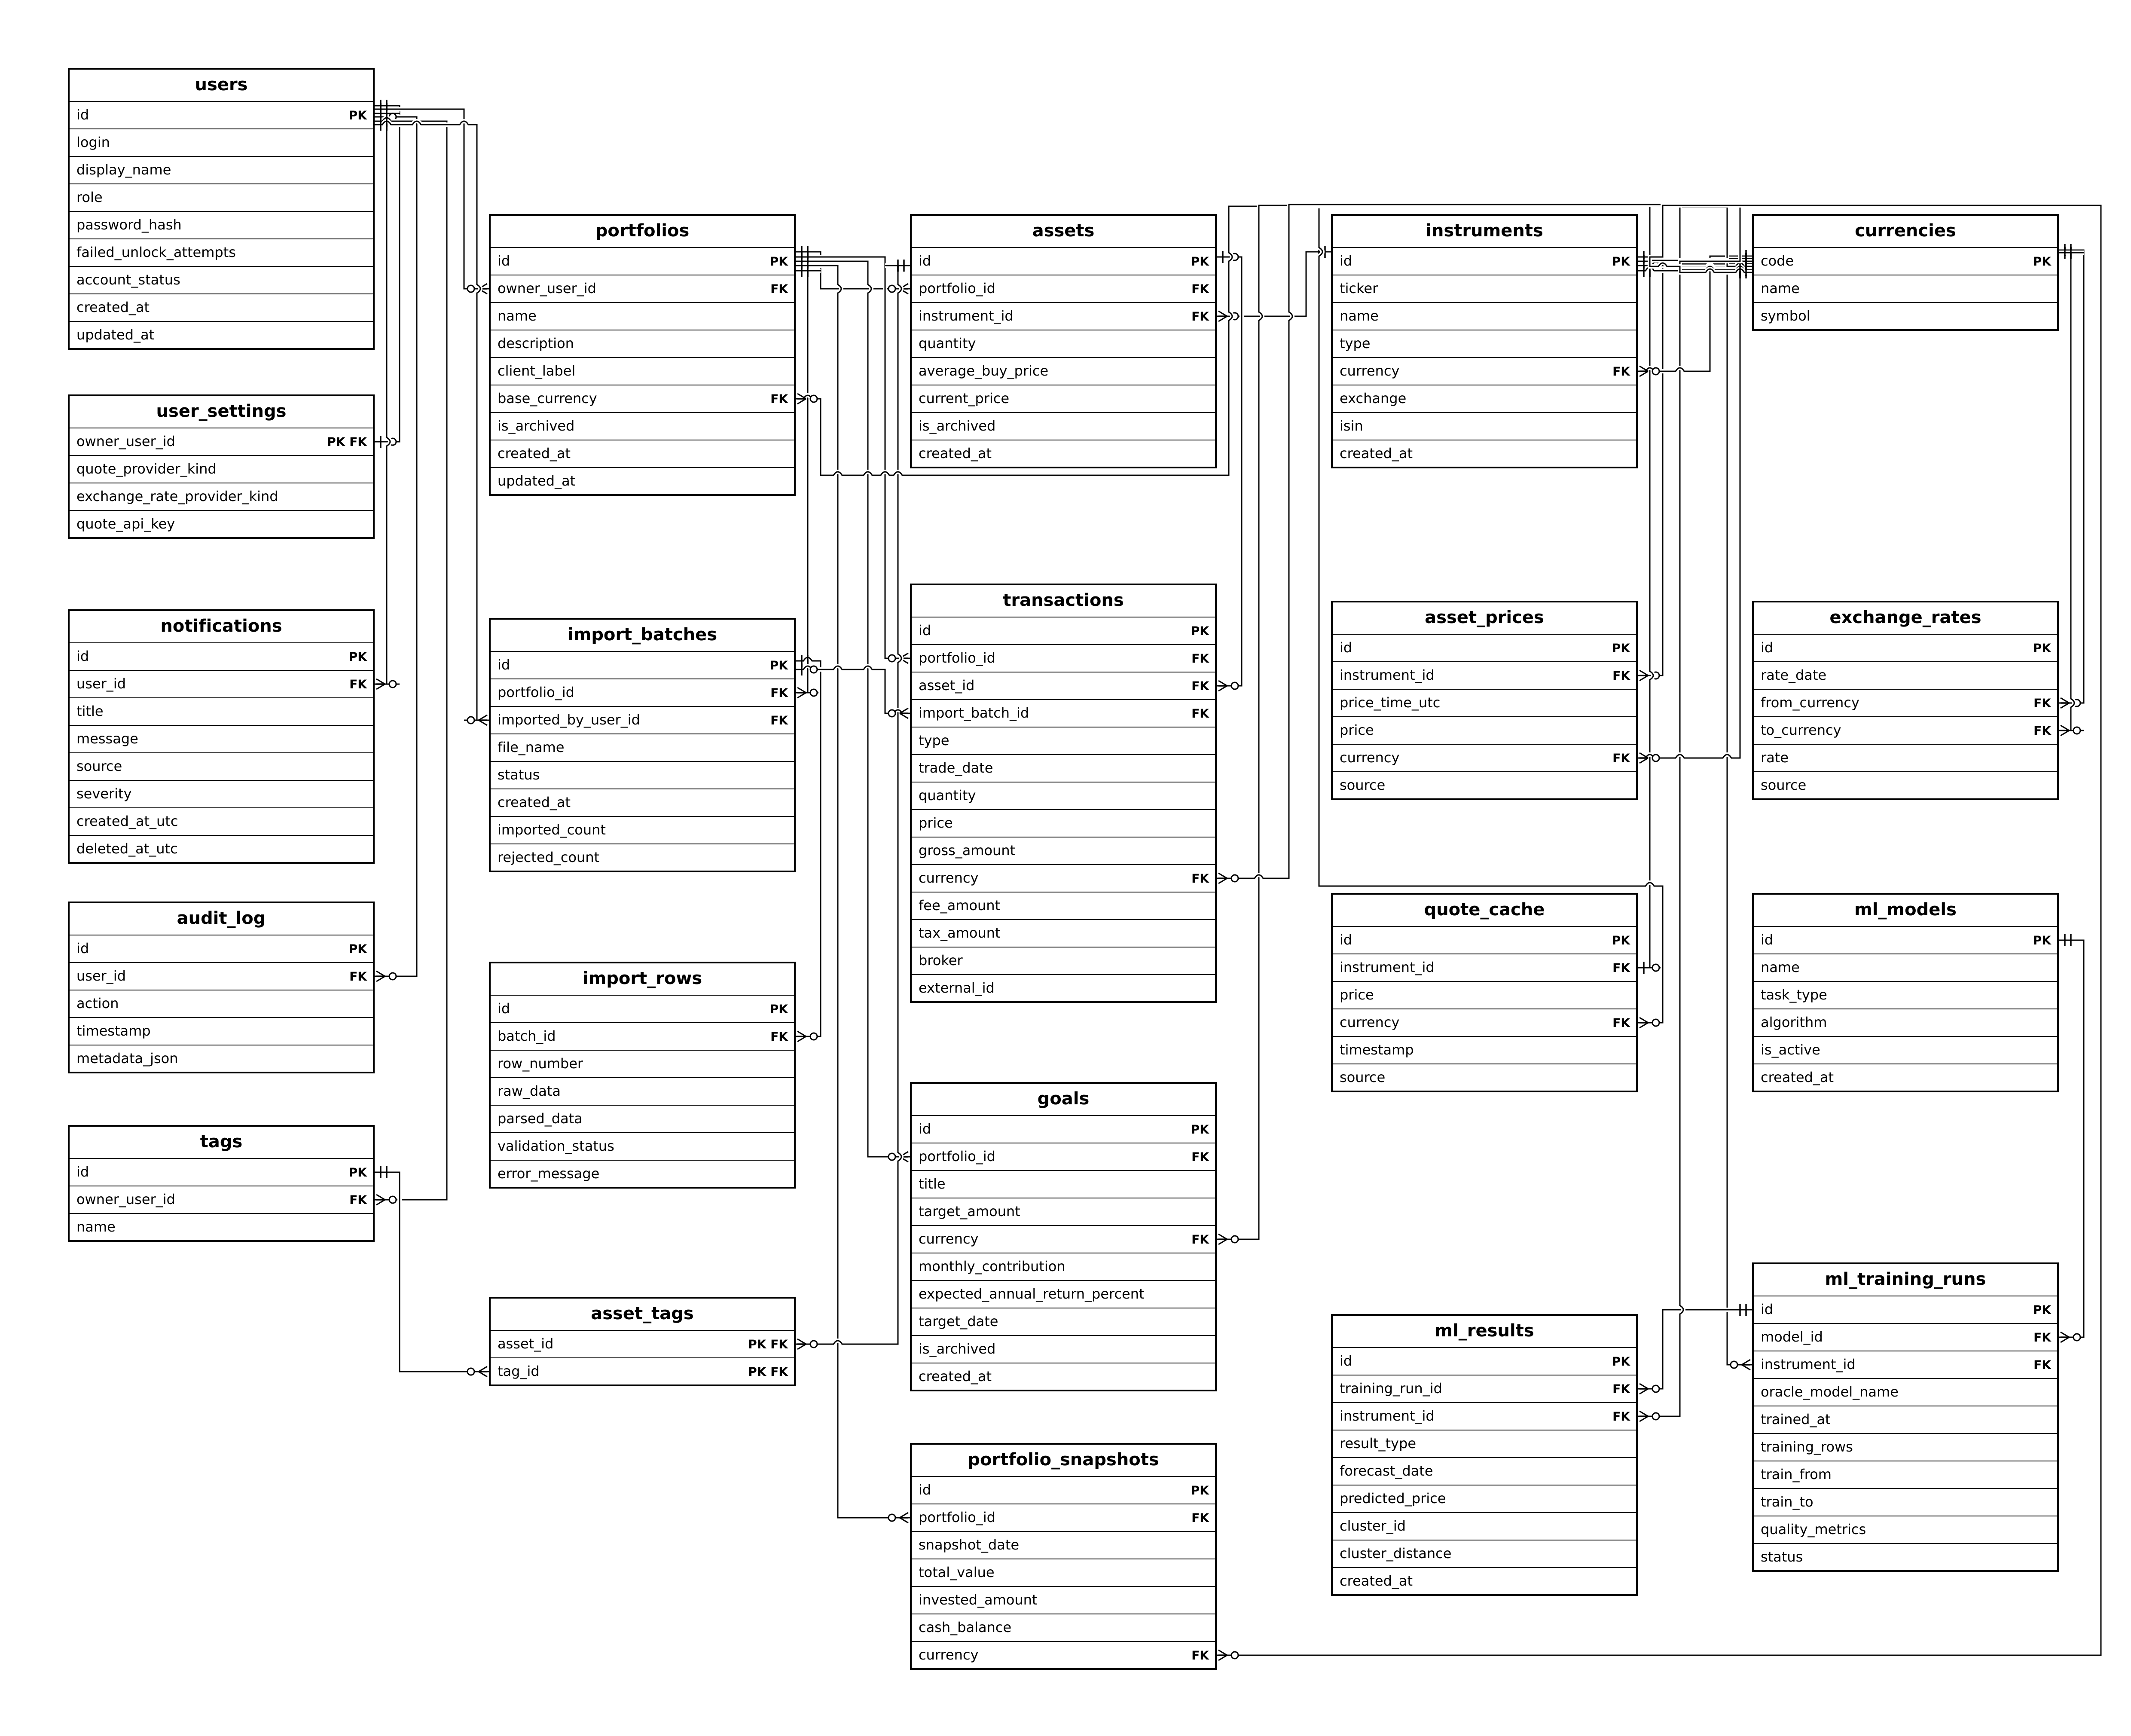 users
id PK
login
display_name
role
password_hash
failed_unlock_attempts
account_status
created_at
updated_at
user_settings
owner_user_id PK FK
quote_provider_kind
exchange_rate_provider_kind
quote_api_key
notifications
id PK
user_id FK
title
message
source
severity
created_at_utc
deleted_at_utc
audit_log
id PK
user_id FK
action
timestamp
metadata_json
tags
id PK
owner_user_id FK
name
portfolios
id PK
owner_user_id FK
name
description
client_label
base_currency FK
is_archived
created_at
updated_at
import_batches
id PK
portfolio_id FK
imported_by_user_id FK
file_name
status
created_at
imported_count
rejected_count
import_rows
id PK
batch_id FK
row_number
raw_data
parsed_data
validation_status
error_message
asset_tags
asset_id PK FK
tag_id PK FK
assets
id PK
portfolio_id FK
instrument_id FK
quantity
average_buy_price
current_price
is_archived
created_at
transactions
id PK
portfolio_id FK
asset_id FK
import_batch_id FK
type
trade_date
quantity
price
gross_amount
currency FK
fee_amount
tax_amount
broker
external_id
goals
id PK
portfolio_id FK
title
target_amount
currency FK
monthly_contribution
expected_annual_return_percent
target_date
is_archived
created_at
portfolio_snapshots
id PK
portfolio_id FK
snapshot_date
total_value
invested_amount
cash_balance
currency FK
instruments
id PK
ticker
name
type
currency FK
exchange
isin
created_at
asset_prices
id PK
instrument_id FK
price_time_utc
price
currency FK
source
quote_cache
id PK
instrument_id FK
price
currency FK
timestamp
source
ml_results
id PK
training_run_id FK
instrument_id FK
result_type
forecast_date
predicted_price
cluster_id
cluster_distance
created_at
currencies
code PK
name
symbol
exchange_rates
id PK
rate_date
from_currency FK
to_currency FK
rate
source
ml_models
id PK
name
task_type
algorithm
is_active
created_at
ml_training_runs
id PK
model_id FK
instrument_id FK
oracle_model_name
trained_at
training_rows
train_from
train_to
quality_metrics
status